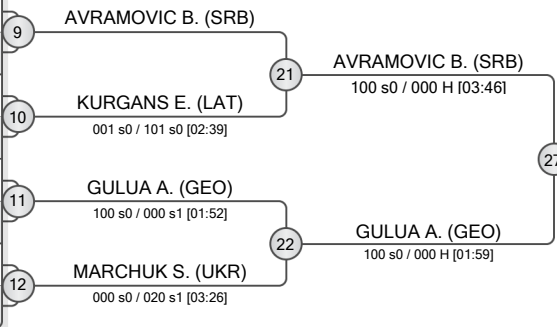 9
AVRAMOVIC B. (SRB)
21
AVRAMOVIC B. (SRB)
100 s0 / 000 H [03:46]
10
KURGANS E. (LAT)
001 s0 / 101 s0 [02:39]
27
11
GULUA A. (GEO)
100 s0 / 000 s1 [01:52]
22
GULUA A. (GEO)
100 s0 / 000 H [01:59]
12
MARCHUK S. (UKR)
000 s0 / 020 s1 [03:26]